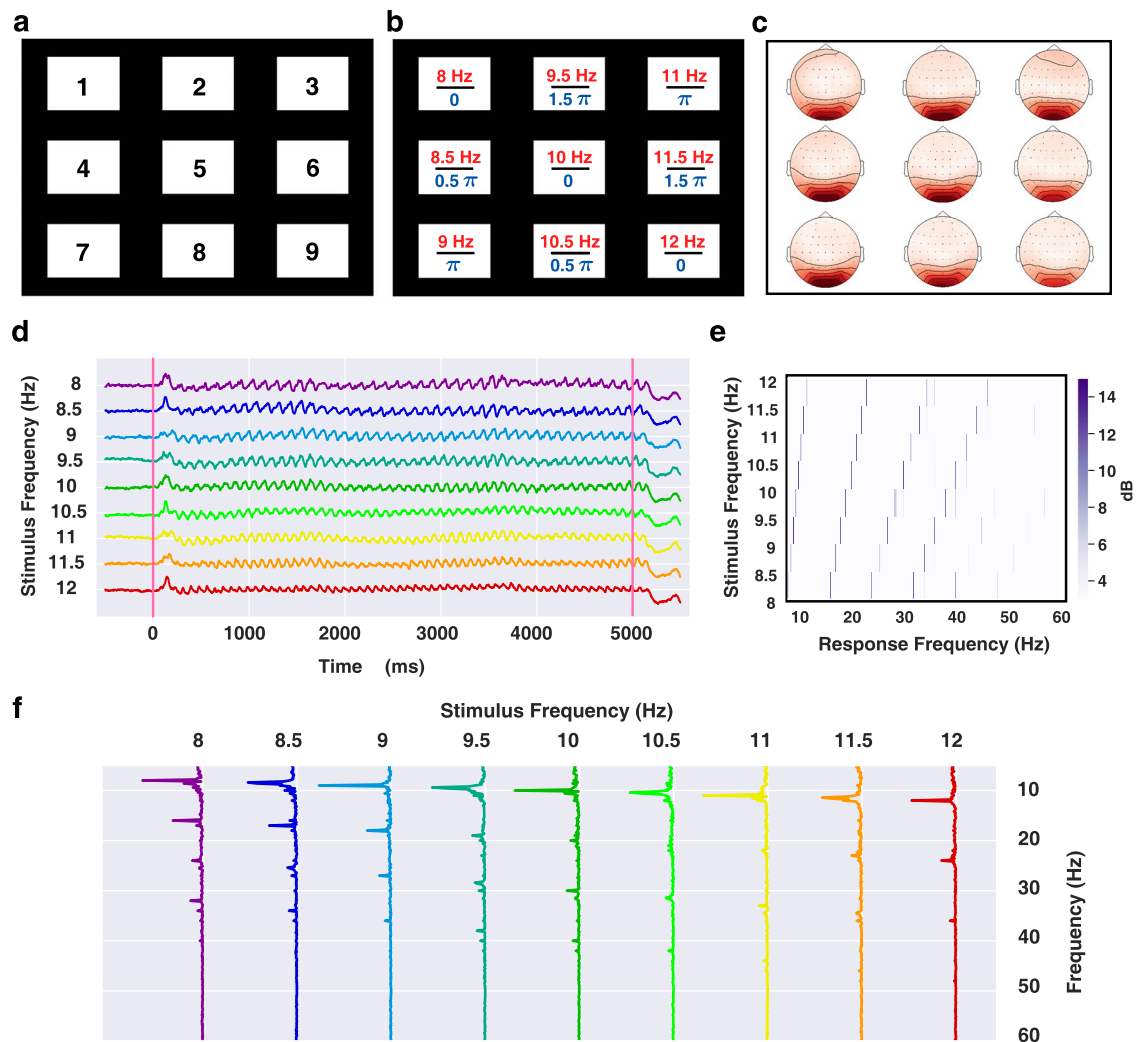 a
1 2 3
4 5 6
7 8 9
b
8 Hz 9.5 Hz 11 Hz
0 1.5 π π
8.5 Hz 10 Hz 11.5 Hz
0.5 π 0 1.5 π
9 Hz 10.5 Hz 12 Hz
π 0.5 π 0
c
d
Stimulus Frequency (Hz)
8
8.5
9
9.5
10
10.5
11
11.5
12
0 1000 2000 3000 4000 5000
Time (ms)
e
Stimulus Frequency (Hz)
12
11.5
11
10.5
10
9.5
9
8.5
8
10 20 30 40 50 60
Response Frequency (Hz)
14
12
10
8
6
4
dB
f
Stimulus Frequency (Hz)
8 8.5 9 9.5 10 10.5 11 11.5 12
10
20
30
40
50
60
Frequency (Hz)